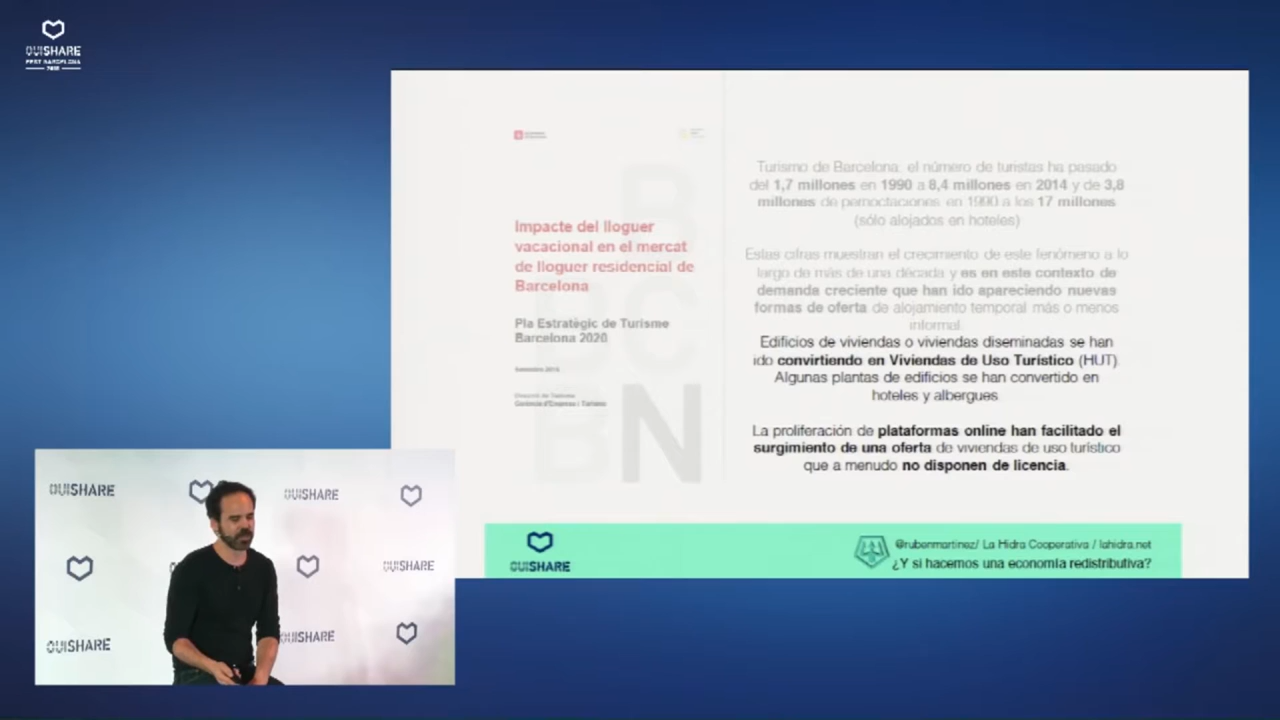 OUISHARE
FEST BARCELONA
Impacte del lloguer
vacacional en el mercat
de lloguer residencial de
Barcelona
Pla Estratègic de Turisme
Barcelona 2020
B
C
B
N
Turismo de Barcelona: el número de turistas ha pasado
del 1,7 millones en 1990 a 8,4 millones en 2014 y de 3,8
millones de pernoctaciones, en 1990 a los 17 millones
(sólo alojados en hoteles)
Estas cifras muestran el crecimiento de este fenómeno a lo
largo de más de una década y es en este contexto de
demanda creciente que han ido apareciendo nuevas
formas de oferta de alojamiento temporal más o menos
informal.
Edificios de viviendas o viviendas diseminadas se han
ido convirtiendo en Viviendas de Uso Turístico (HUT).
Algunas plantas de edificios se han convertido en
hoteles y albergues.
La proliferación de plataformas online han facilitado el
surgimiento de una oferta de viviendas de uso turístico
que a menudo no disponen de licencia.
OUISHARE
@rubenmartinez/ La Hidra Cooperativa / lahidra.net
¿Y si hacemos una economía redistributiva?
OUISHARE
OUISHARE
OUISHARE
OUISHARE
OUISHARE